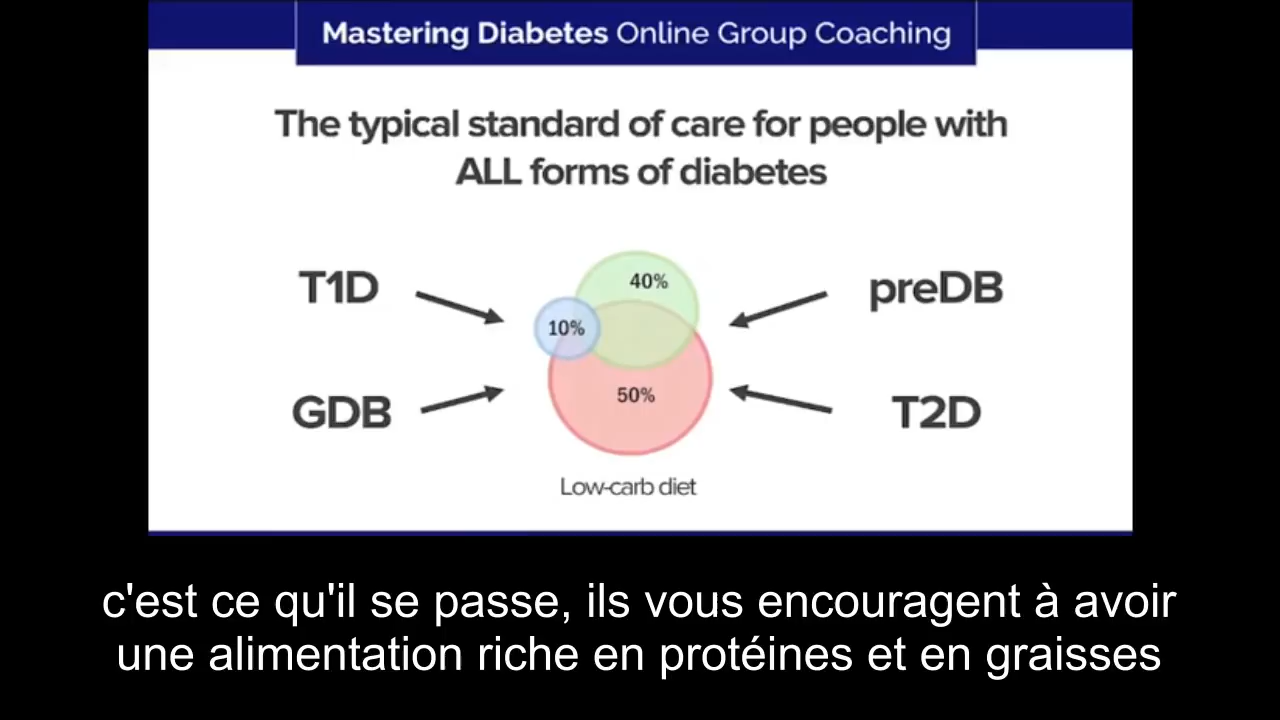 Mastering Diabetes Online Group Coaching
The typical standard of care for people with
ALL forms of diabetes
T1D
preDB
40%
10%
50%
GDB
T2D
Low-carb diet
c'est ce qu'il se passe, ils vous encouragent à avoir
une alimentation riche en protéines et en graisses